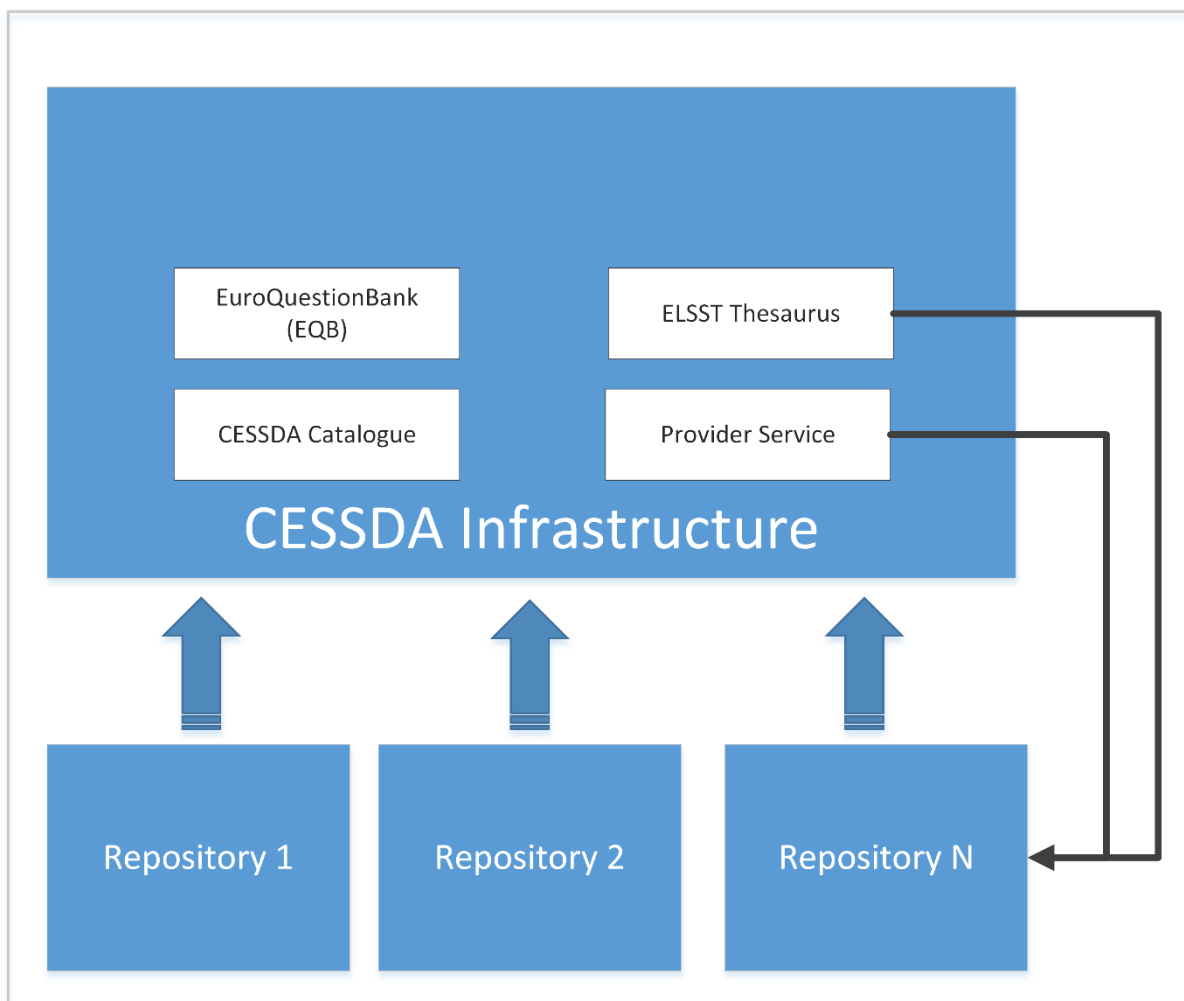 EuroQuestionBank
(EQB)
ELSST Thesaurus
CESSDA Catalogue
Provider Service
CESSDA Infrastructure
Repository 1
Repository 2
Repository N